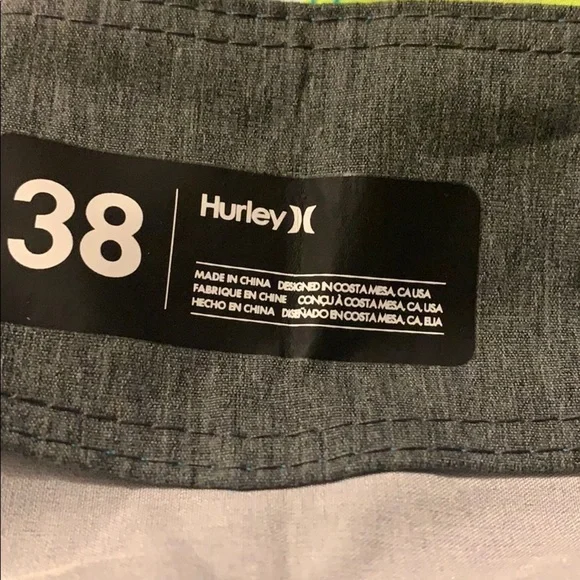 38
Hurley )(
MADE IN CHINA DESIGNED IN COSTA MESA, CA USA
FABRIQUE EN CHINE CONÇU À COSTA MESA, CA, USA
HECHO EN CHINA DISEÑADO EN COSTA MESA, CA, EUA